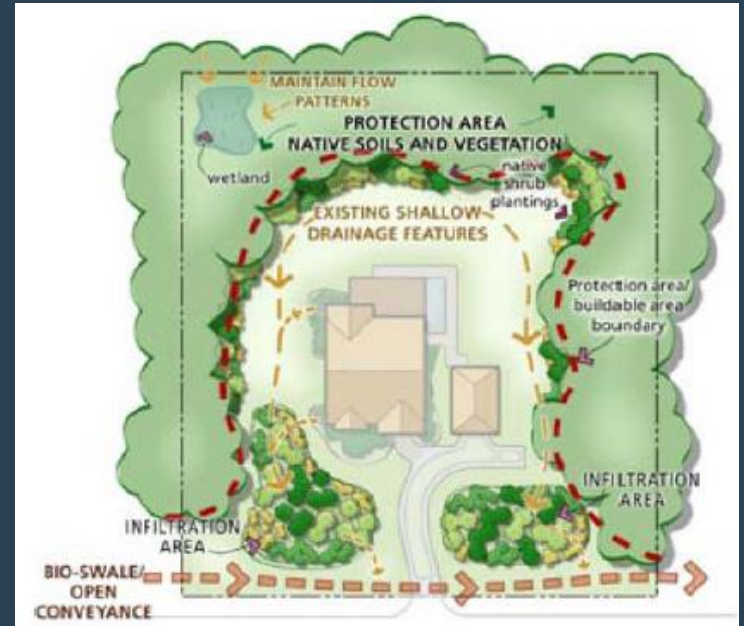 MAINTAIN FLOW
PATTERNS
PROTECTION AREA
NATIVE SOILS AND VEGETATION
wetland
native
shrub
plantings
EXISTING SHALLOW
DRAINAGE FEATURES
Protection area/
buildable area
boundary
INFILTRATION
AREA
INFILTRATION
AREA
BIO-SWALE/
OPEN
CONVEYANCE